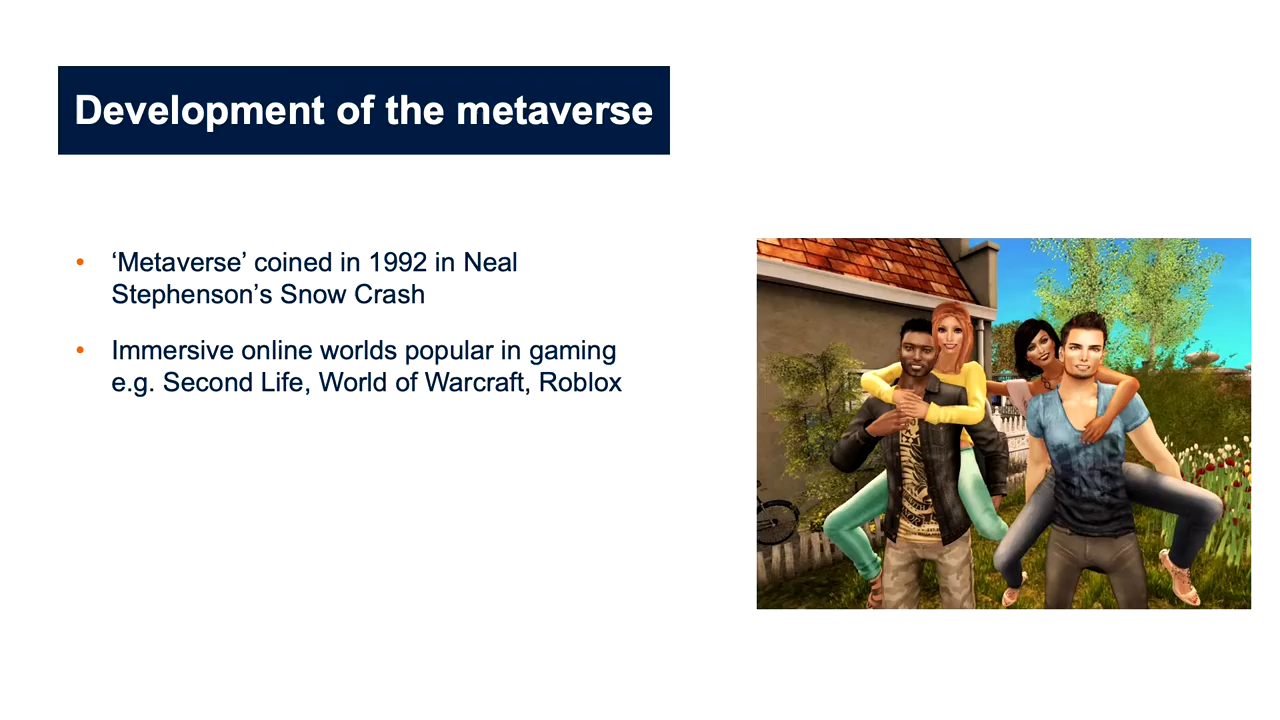 Development of the metaverse
• ‘Metaverse’ coined in 1992 in Neal
Stephenson’s Snow Crash
• Immersive online worlds popular in gaming
e.g. Second Life, World of Warcraft, Roblox